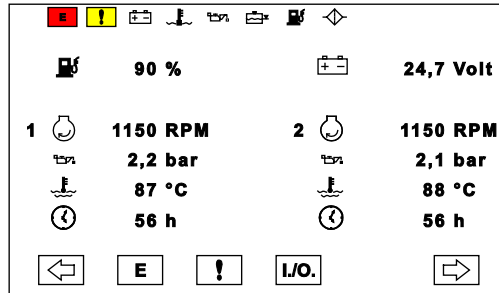 E !
90 % 24,7 Volt
1 1150 RPM 2 1150 RPM
2,2 bar 2,1 bar
87 °C 88 °C
56 h 56 h
E ! I./O.